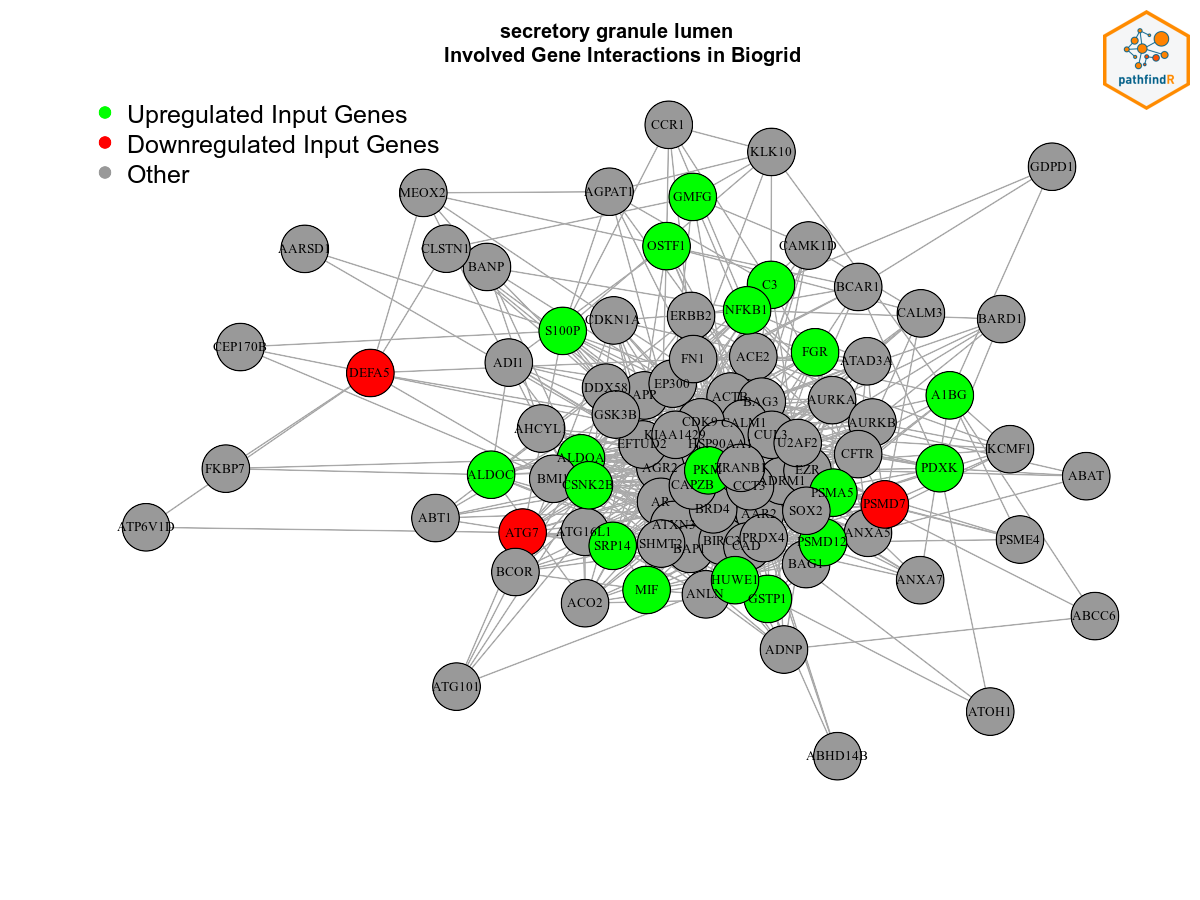 secretory granule lumen
Involved Gene Interactions in Biogrid
pathfindR
Upregulated Input Genes
Downregulated Input Genes
Other
CCR1
KLK10
GDPD1
MEOX2
AGPAT1
GMFG
AARSD1
CLSTN1
OSTF1
CAMK1D
BANP
C3
BCAR1
NFKB1
CALM3
S100P
CDKN1A
ERBB2
BARD1
CEP170B
FGR
ADI1
FN1
ACE2
ATAD3A
DEFA5
DDX58
APP
EP300
ACTB
BAG3
AURKA
A1BG
GSK3B
CDK9
CALM1
AURKB
AHCYL
KIAA1429
CUL3
EFTUD2
HSP90AA1
U2AF2
KCMF1
CFTR
ALDOA
FKBP7
AGR2
PKM
EZR
PDXK
ALDOC
BMI1
CSNK2B
CAPZB
CCT3
ADRM1
ABAT
PSMA5
AR
PSMD7
BRD4
SOX2
ABT1
AAR2
ATP6V1D
ATG7
ATG16L1
ATXN3
ANXA5
SRP14
SHMT2
BAP1
BIRC3
CAD
PRDX4
PSMD12
PSME4
BCOR
BAG1
HUWE1
ANXA7
MIF
ANLN
GSTP1
ACO2
ABCC6
ADNP
ATG101
ATOH1
ABHD14B